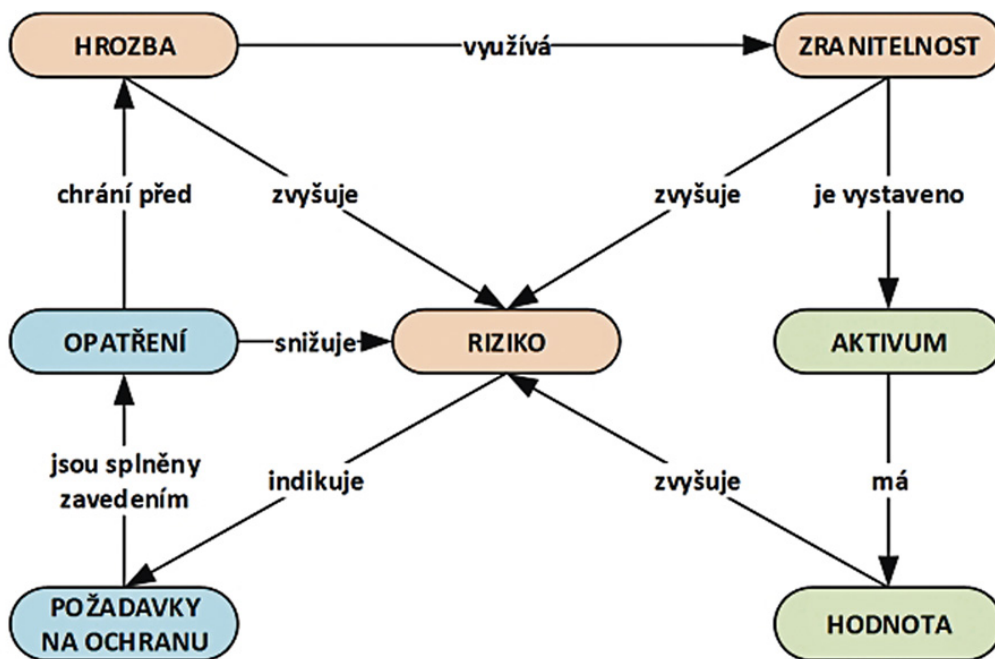 HROZBA
využívá
ZRANITELNOST
chrání před
zvyšuje
zvyšuje
je vystaveno
OPATŘENÍ
snižuje
RIZIKO
AKTIVUM
jsou splněny
zavedením
indikuje
zvyšuje
má
POŽADAVKY
NA OCHRANU
HODNOTA